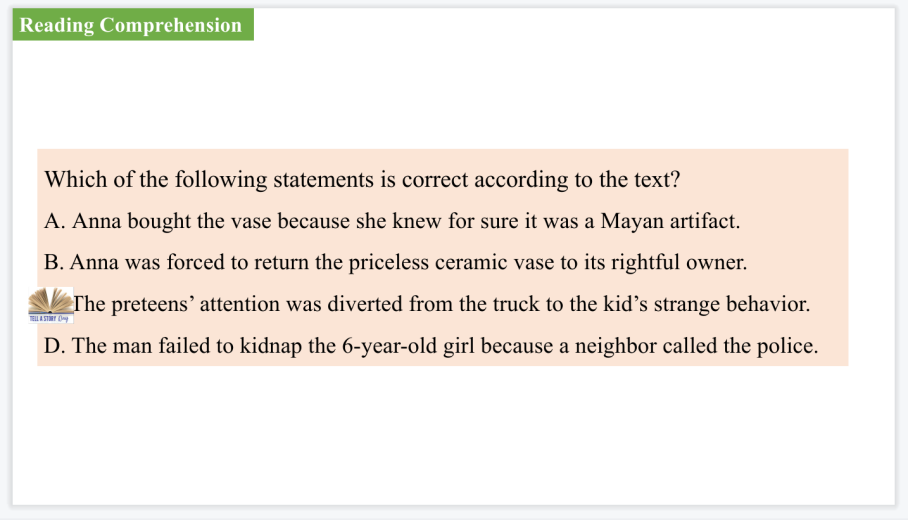 Reading Comprehension
Which of the following statements is correct according to the text?
A. Anna bought the vase because she knew for sure it was a Mayan artifact.
B. Anna was forced to return the priceless ceramic vase to its rightful owner.
The preteens’ attention was diverted from the truck to the kid’s strange behavior.
TELL A STORY Day
D. The man failed to kidnap the 6-year-old girl because a neighbor called the police.